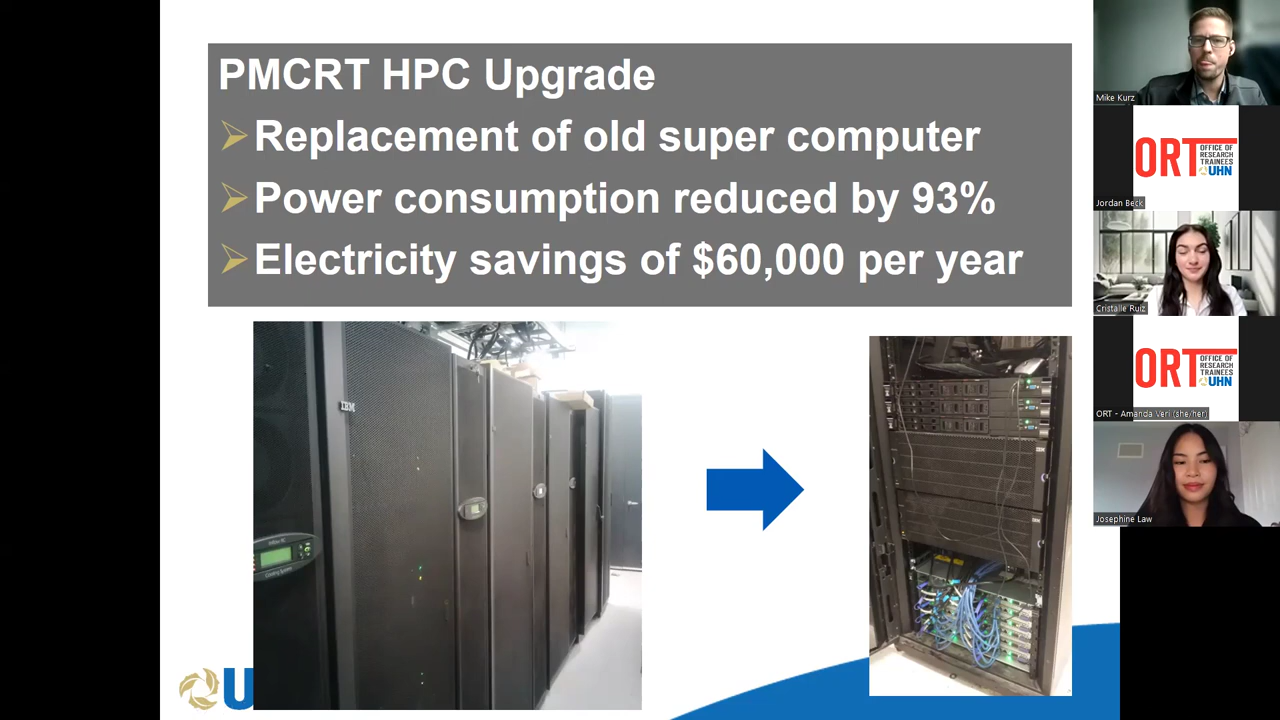 PMCRT HPC Upgrade
Replacement of old super computer
Power consumption reduced by 93%
Electricity savings of $60,000 per year
IBM
U
Mike Kurz
ORT OFFICE OF RESEARCH TRAINEES UHN
Jordan Beck
Cristalle Ruiz
ORT OFFICE OF RESEARCH TRAINEES UHN
ORT - Amanda Veri (she/her)
Josephine Law